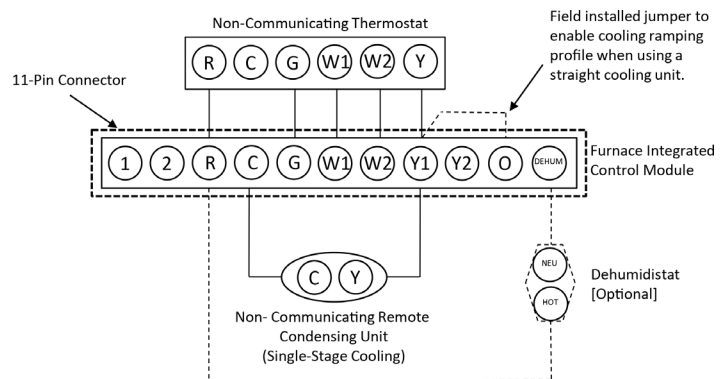 Non-Communicating Thermostat
R C G W1 W2 Y
Field installed jumper to
enable cooling ramping
profile when using a
straight cooling unit.
11-Pin Connector
1 2 R C G W1 W2 Y1 Y2 O DEHUM
Furnace Integrated
Control Module
C Y
NEU
HOT
Dehumidistat
[Optional]
Non- Communicating Remote
Condensing Unit
(Single-Stage Cooling)